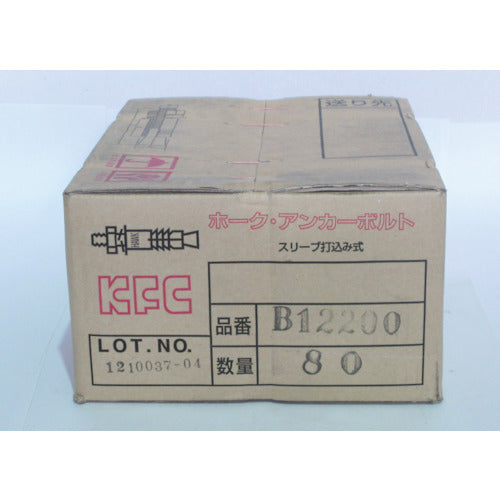 送り先
ホーク・アンカーボルト
スリーブ打込み式
KFC
品番 B12200
LOT.NO.
1210037-04
数量 80